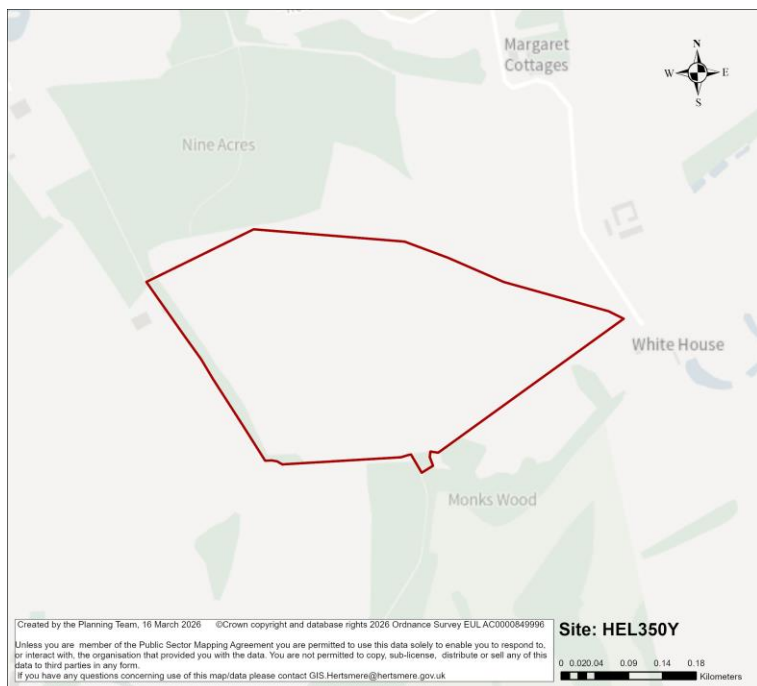 Margaret
Cottages
N
W E
S
Nine Acres
White House
Monks Wood
Created by the Planning Team, 16 March 2026 ©Crown copyright and database rights 2026 Ordnance Survey EUL AC0000849996
Unless you are member of the Public Sector Mapping Agreement you are permitted to use this data solely to enable you to respond to,
or interact with, the organisation that provided you with the data. You are not permitted to copy, sub-license, distribute or sell any of this
data to third parties in any form.
If you have any questions concerning use of this map/data please contact GIS.Hertsmere@hertsmere.gov.uk
Site: HEL350Y
0 0.020.04 0.09 0.14 0.18
Kilometers